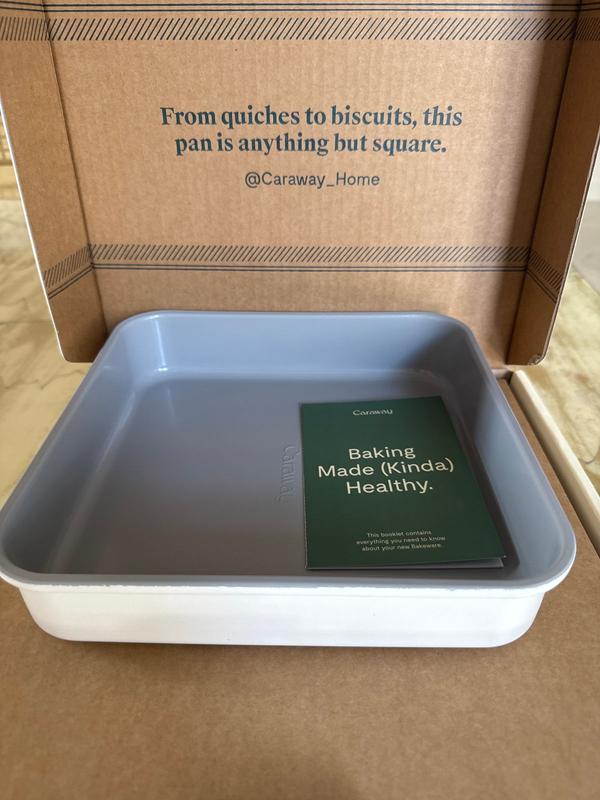 From quiches to biscuits, this
pan is anything but square.
@Caraway_Home
Caraway
Caraway
Baking
Made (Kinda)
Healthy.
This booklet contains
everything you need to know
about your new Bakeware.